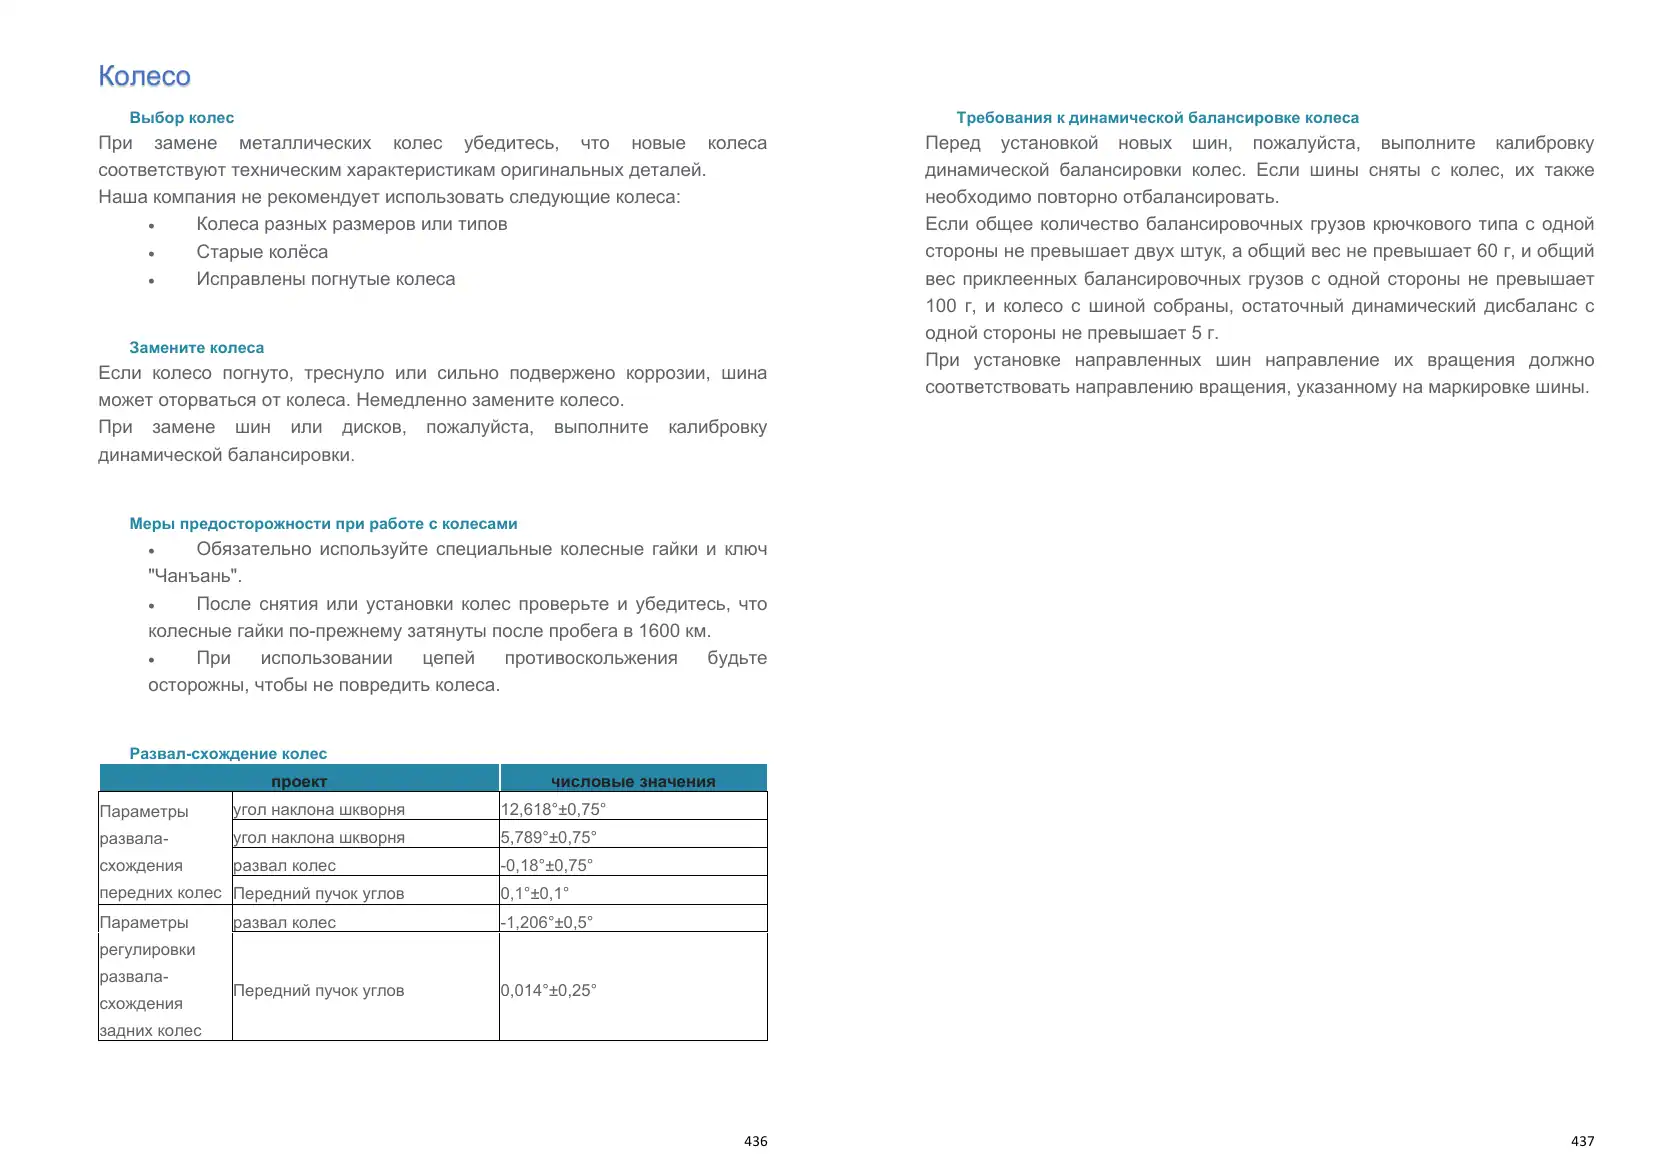 Колесо
Выбор колес
При замене металлических колес убедитесь, что новые колеса
соответствуют техническим характеристикам оригинальных деталей.
Наша компания не рекомендует использовать следующие колеса:
• Колеса разных размеров или типов
• Старые колёса
• Исправлены погнутые колеса
Замените колеса
Если колесо погнуто, треснуло или сильно подвержено коррозии, шина
может оторваться от колеса. Немедленно замените колесо.
При замене шин или дисков, пожалуйста, выполните калибровку
динамической балансировки.
Меры предосторожности при работе с колесами
• Обязательно используйте специальные колесные гайки и ключ
"Чанъань".
• После снятия или установки колес проверьте и убедитесь, что
колесные гайки по-прежнему затянуты после пробега в 1600 км.
• При использовании цепей противоскольжения будьте
осторожны, чтобы не повредить колеса.
Развал-схождение колес
проект числовые значения
Параметры
развала-
схождения
передних колес
угол наклона шкворня 12,618°±0,75°
угол наклона шкворня 5,789°±0,75°
развал колес -0,18°±0,75°
Передний пучок углов 0,1°±0,1°
Параметры
регулировки
развала-
схождения
задних колес
развал колес -1,206°±0,5°
Передний пучок углов 0,014°±0,25°
436
Требования к динамической балансировке колеса
Перед установкой новых шин, пожалуйста, выполните калибровку
динамической балансировки колес. Если шины сняты с колес, их также
необходимо повторно отбалансировать.
Если общее количество балансировочных грузов крючкового типа с одной
стороны не превышает двух штук, а общий вес не превышает 60 г, и общий
вес приклеенных балансировочных грузов с одной стороны не превышает
100 г, и колесо с шиной собраны, остаточный динамический дисбаланс с
одной стороны не превышает 5 г.
При установке направленных шин направление их вращения должно
соответствовать направлению вращения, указанному на маркировке шины.
437